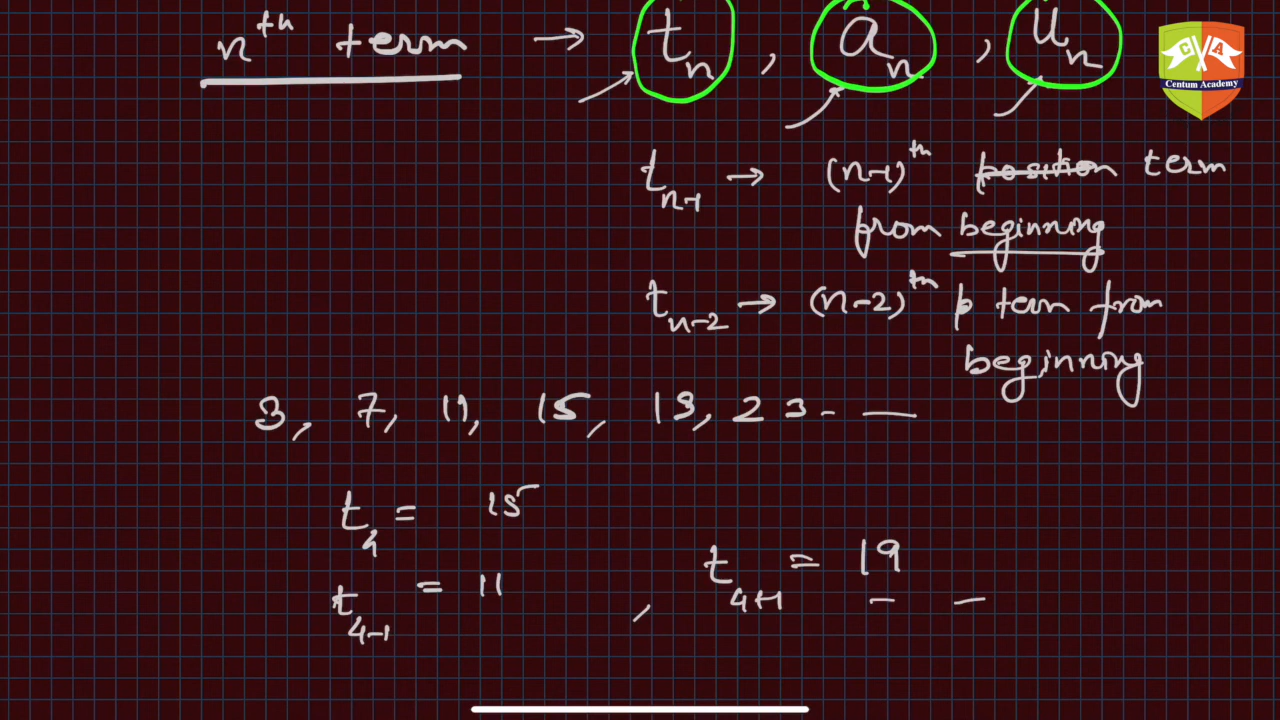 nᵗʰ term → tₙ , aₙ , uₙ
C A
Centum Academy
tₙ₋₁ → (n-1)ᵗʰ position term
from beginning
tₙ₋₂ → (n-2)ᵗʰ p term from
beginning
3, 7, 11, 15, 19, 23 - —
t₄ = 15
t₄₋₁ = 11 , t₄₊₁ = 19 — —